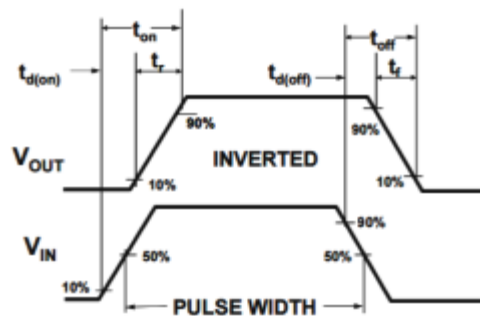 ton toff
td(on) tr td(off) tf
90% 90%
VOUT INVERTED
10% 10%
90%
VIN 50% 50%
10%
PULSE WIDTH